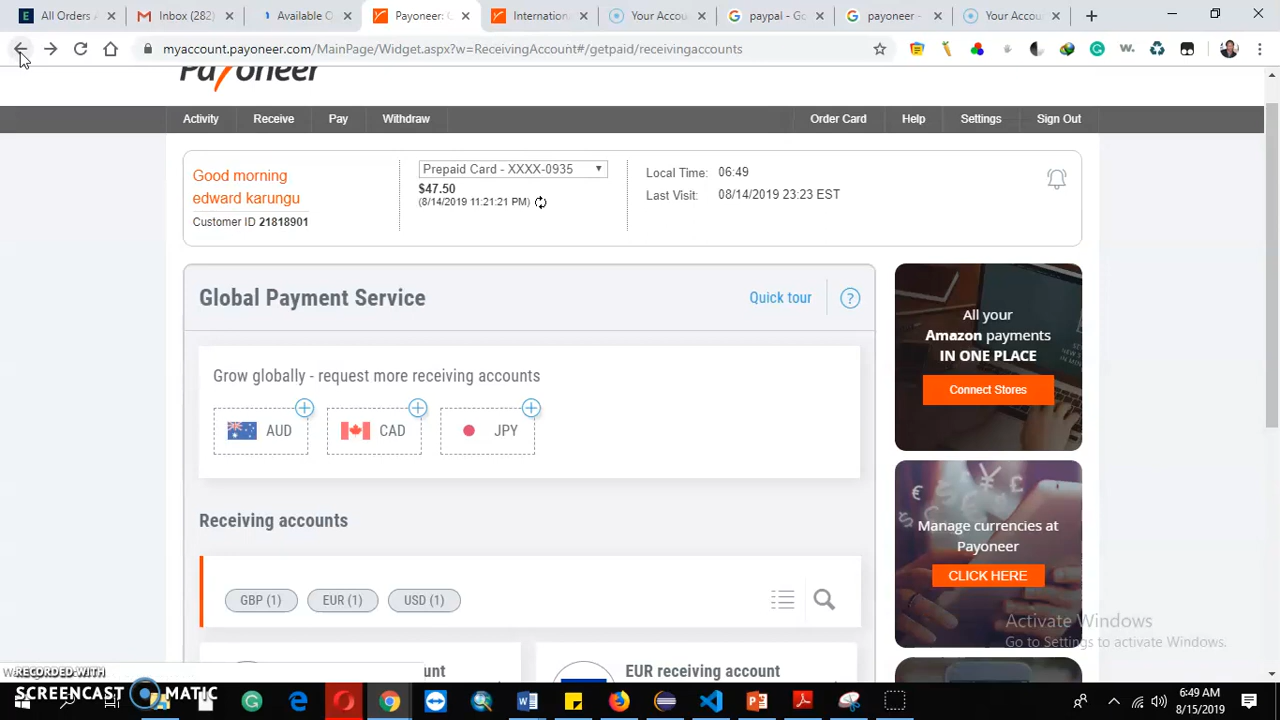 All Orders
Inbox (282)
Available O
Payoneer: G
Internation
Your Accou
paypal - Go
payoneer -
Your Accou
myaccount.payoneer.com/MainPage/Widget.aspx?w=ReceivingAccount#/getpaid/receivingaccounts
Payoneer
Activity Receive Pay Withdraw Order Card Help Settings Sign Out
Good morning
edward karungu
Customer ID 21818901
Prepaid Card - XXXX-0935
$47.50
(8/14/2019 11:21:21 PM)
Local Time: 06:49
Last Visit: 08/14/2019 23:23 EST
Global Payment Service
Quick tour
?
Grow globally - request more receiving accounts
AUD CAD JPY
Receiving accounts
GBP (1) EUR (1) USD (1)
unt
EUR receiving account
All your
Amazon payments
IN ONE PLACE
Connect Stores
Manage currencies at
Payoneer
CLICK HERE
Activate Windows
Go to Settings to activate Windows.
RECORDED WITH
SCREENCAST MATIC
6:49 AM
8/15/2019